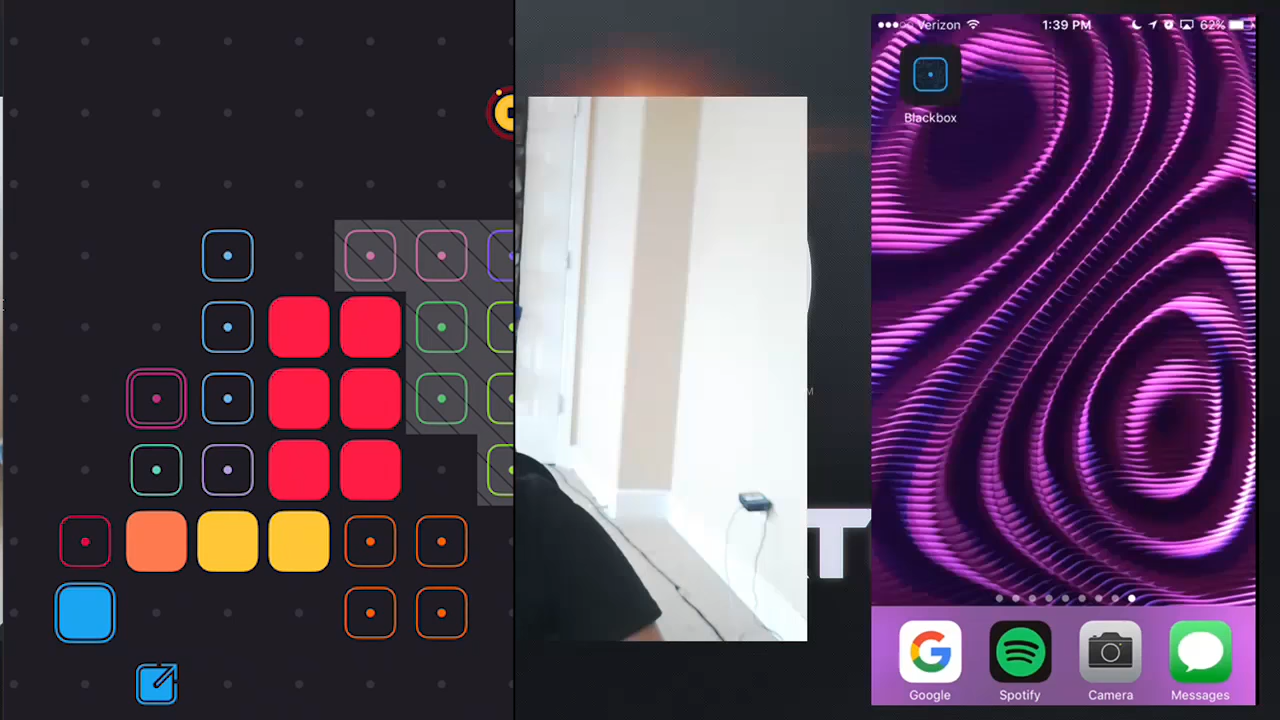 Verizon
1:39 PM
62%
Blackbox
M
T
Google
Spotify
Camera
Messages